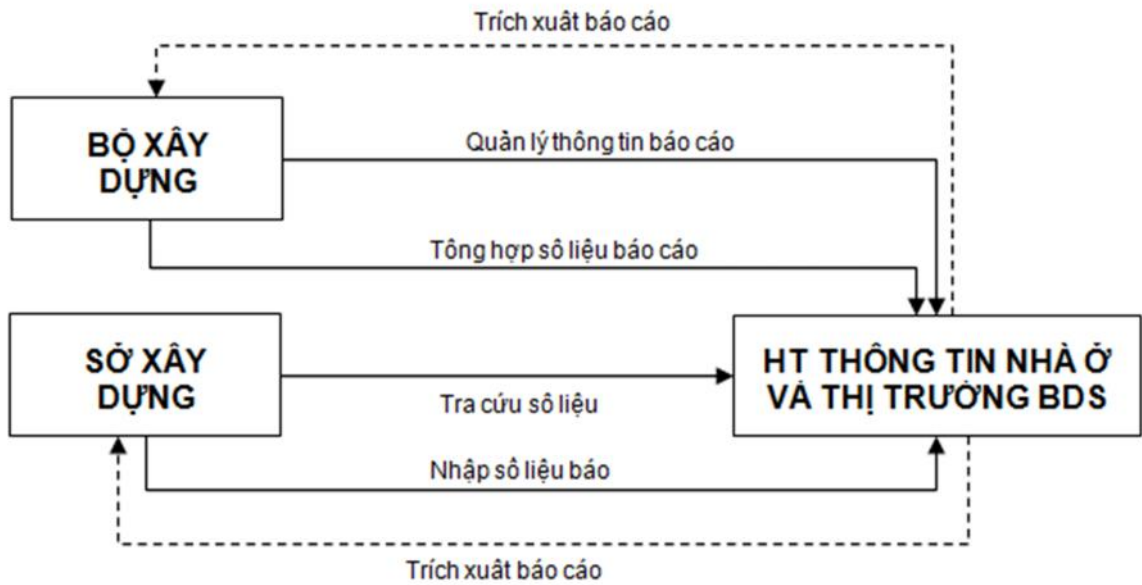 Trích xuất báo cáo
BỘ XÂY
DỰNG
Quản lý thông tin báo cáo
Tông hợp sô liệu báo cáo
SỞ XÂY
DỰNG
HT THÔNG TIN NHÀ Ở
VÀ THỊ TRƯỜNG BDS
Tra cứu sô liệu
Nhập sô liệu báo
Trích xuất báo cáo